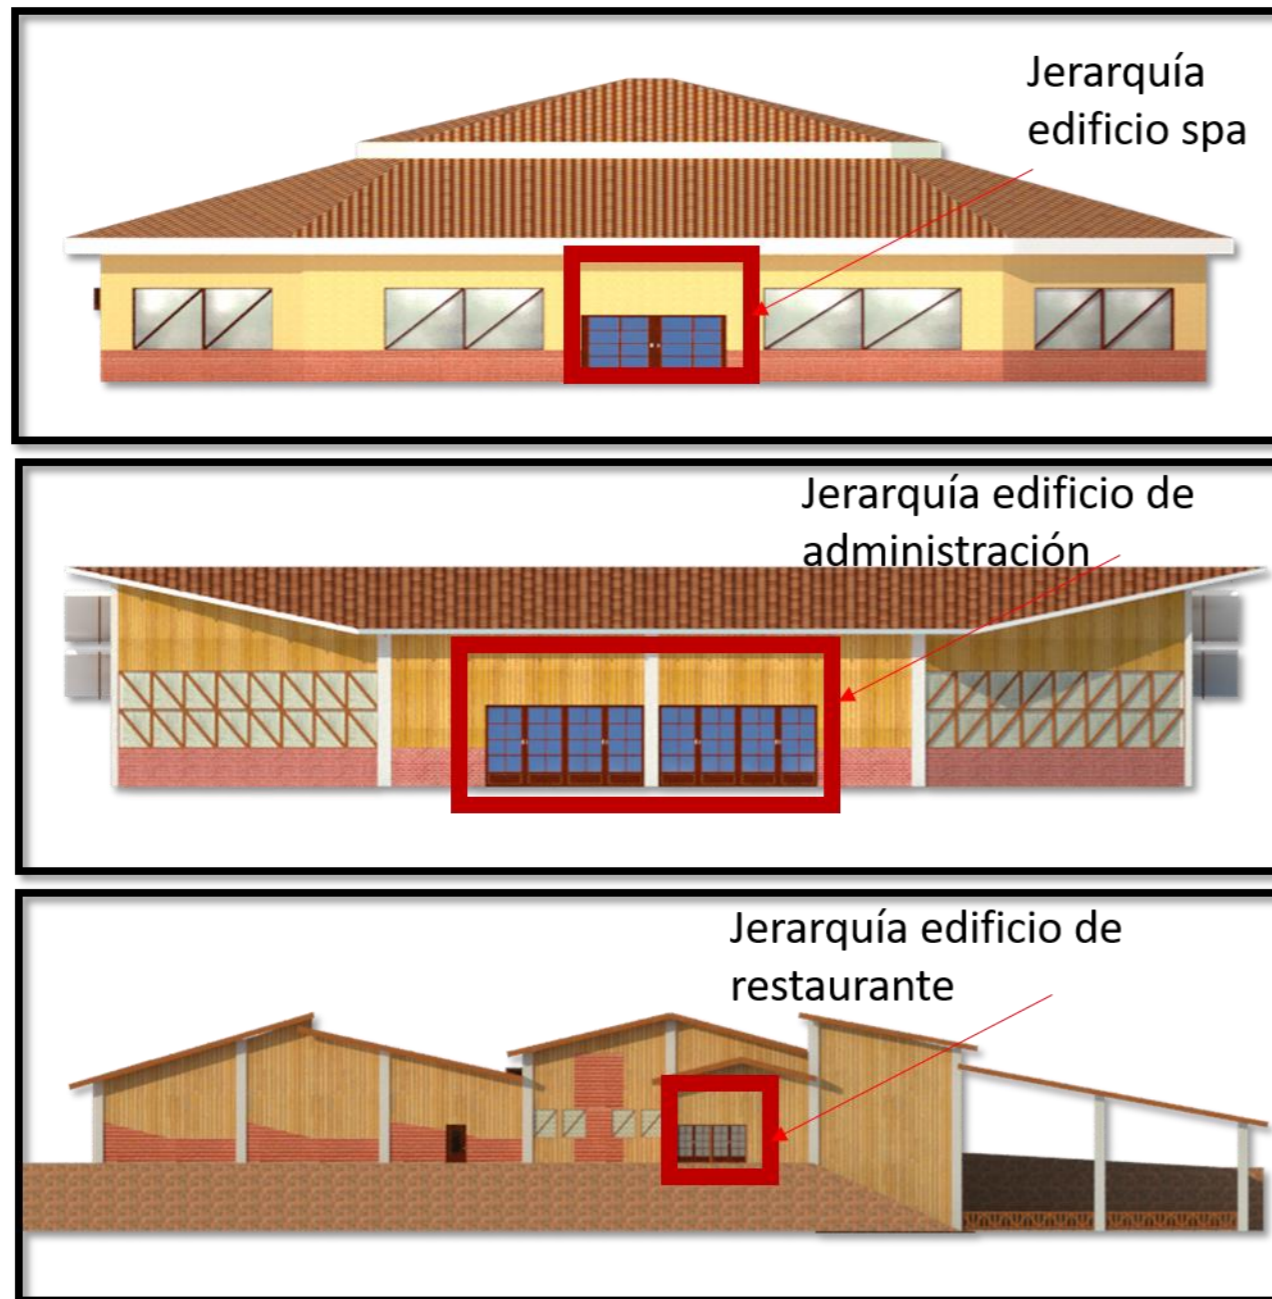 Jerarquía
edificio spa
Jerarquía edificio de
administración
Jerarquía edificio de
restaurante